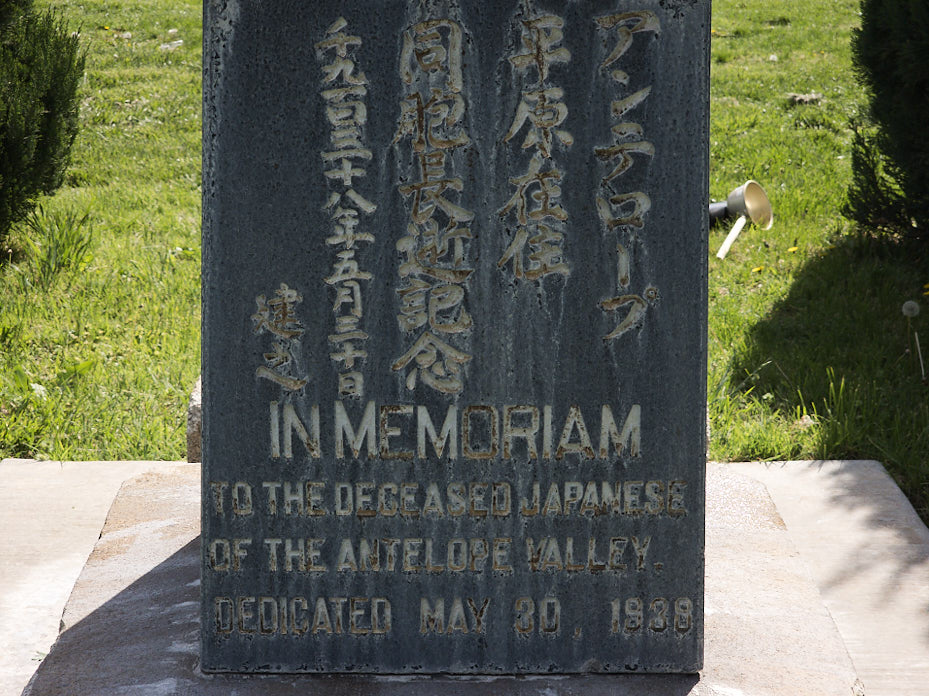 アンテロープ
平原在住
同胞長逝記念
千九百三十八年五月三十日
建之
IN MEMORIAM
TO THE DECEASED JAPANESE
OF THE ANTELOPE VALLEY.
DEDICATED MAY 30, 1938